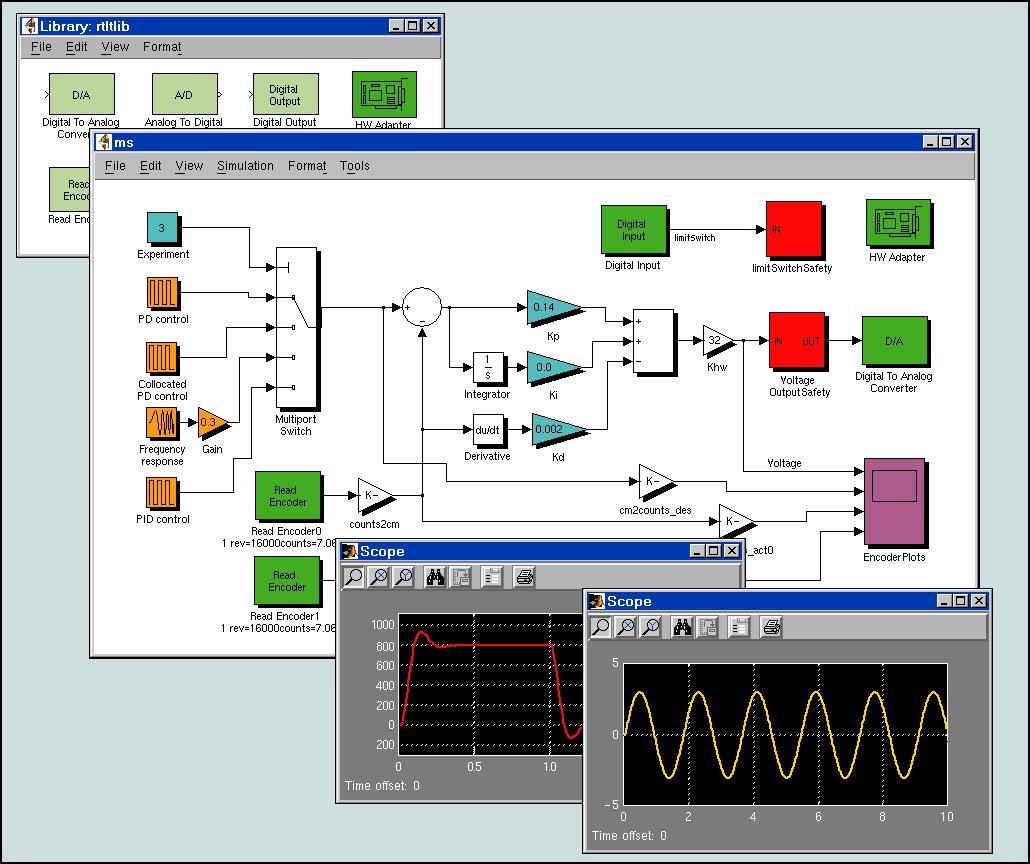 Library: rtltlib
File Edit View Format
D/A
A/D
Digital
Output
Digital To Analog
Analog To Digital
Digital Output
HW Adapter
Read Enc
ms
File Edit View Simulation Format Tools
3
Experiment
PD control
Collocated
PD control
0.3
Frequency
response
Gain
PID control
Multiport
Switch
Digital
Input
Digital Input
limitSwitch
IN
limitSwitchSafety
HW Adapter
+
−
0.14
Kp
1
s
Integrator
0.0
Ki
du/dt
Derivative
0.002
Kd
+
+
−
32
Khw
IN OUT
Voltage
OutputSafety
D/A
Digital To Analog
Converter
Voltage
EncoderPlots
Read
Encoder
Read Encoder0
1 rev=16000counts=7.06
K-
counts2cm
K-
cm2counts_des
K-
s_act0
Read
Encoder
Read Encoder1
1 rev=16000counts=7.06
Scope
1000
800
600
400
200
0
200
0 0.5 1.0
Time offset: 0
Scope
5
0
-5
0 2 4 6 8 10
Time offset: 0